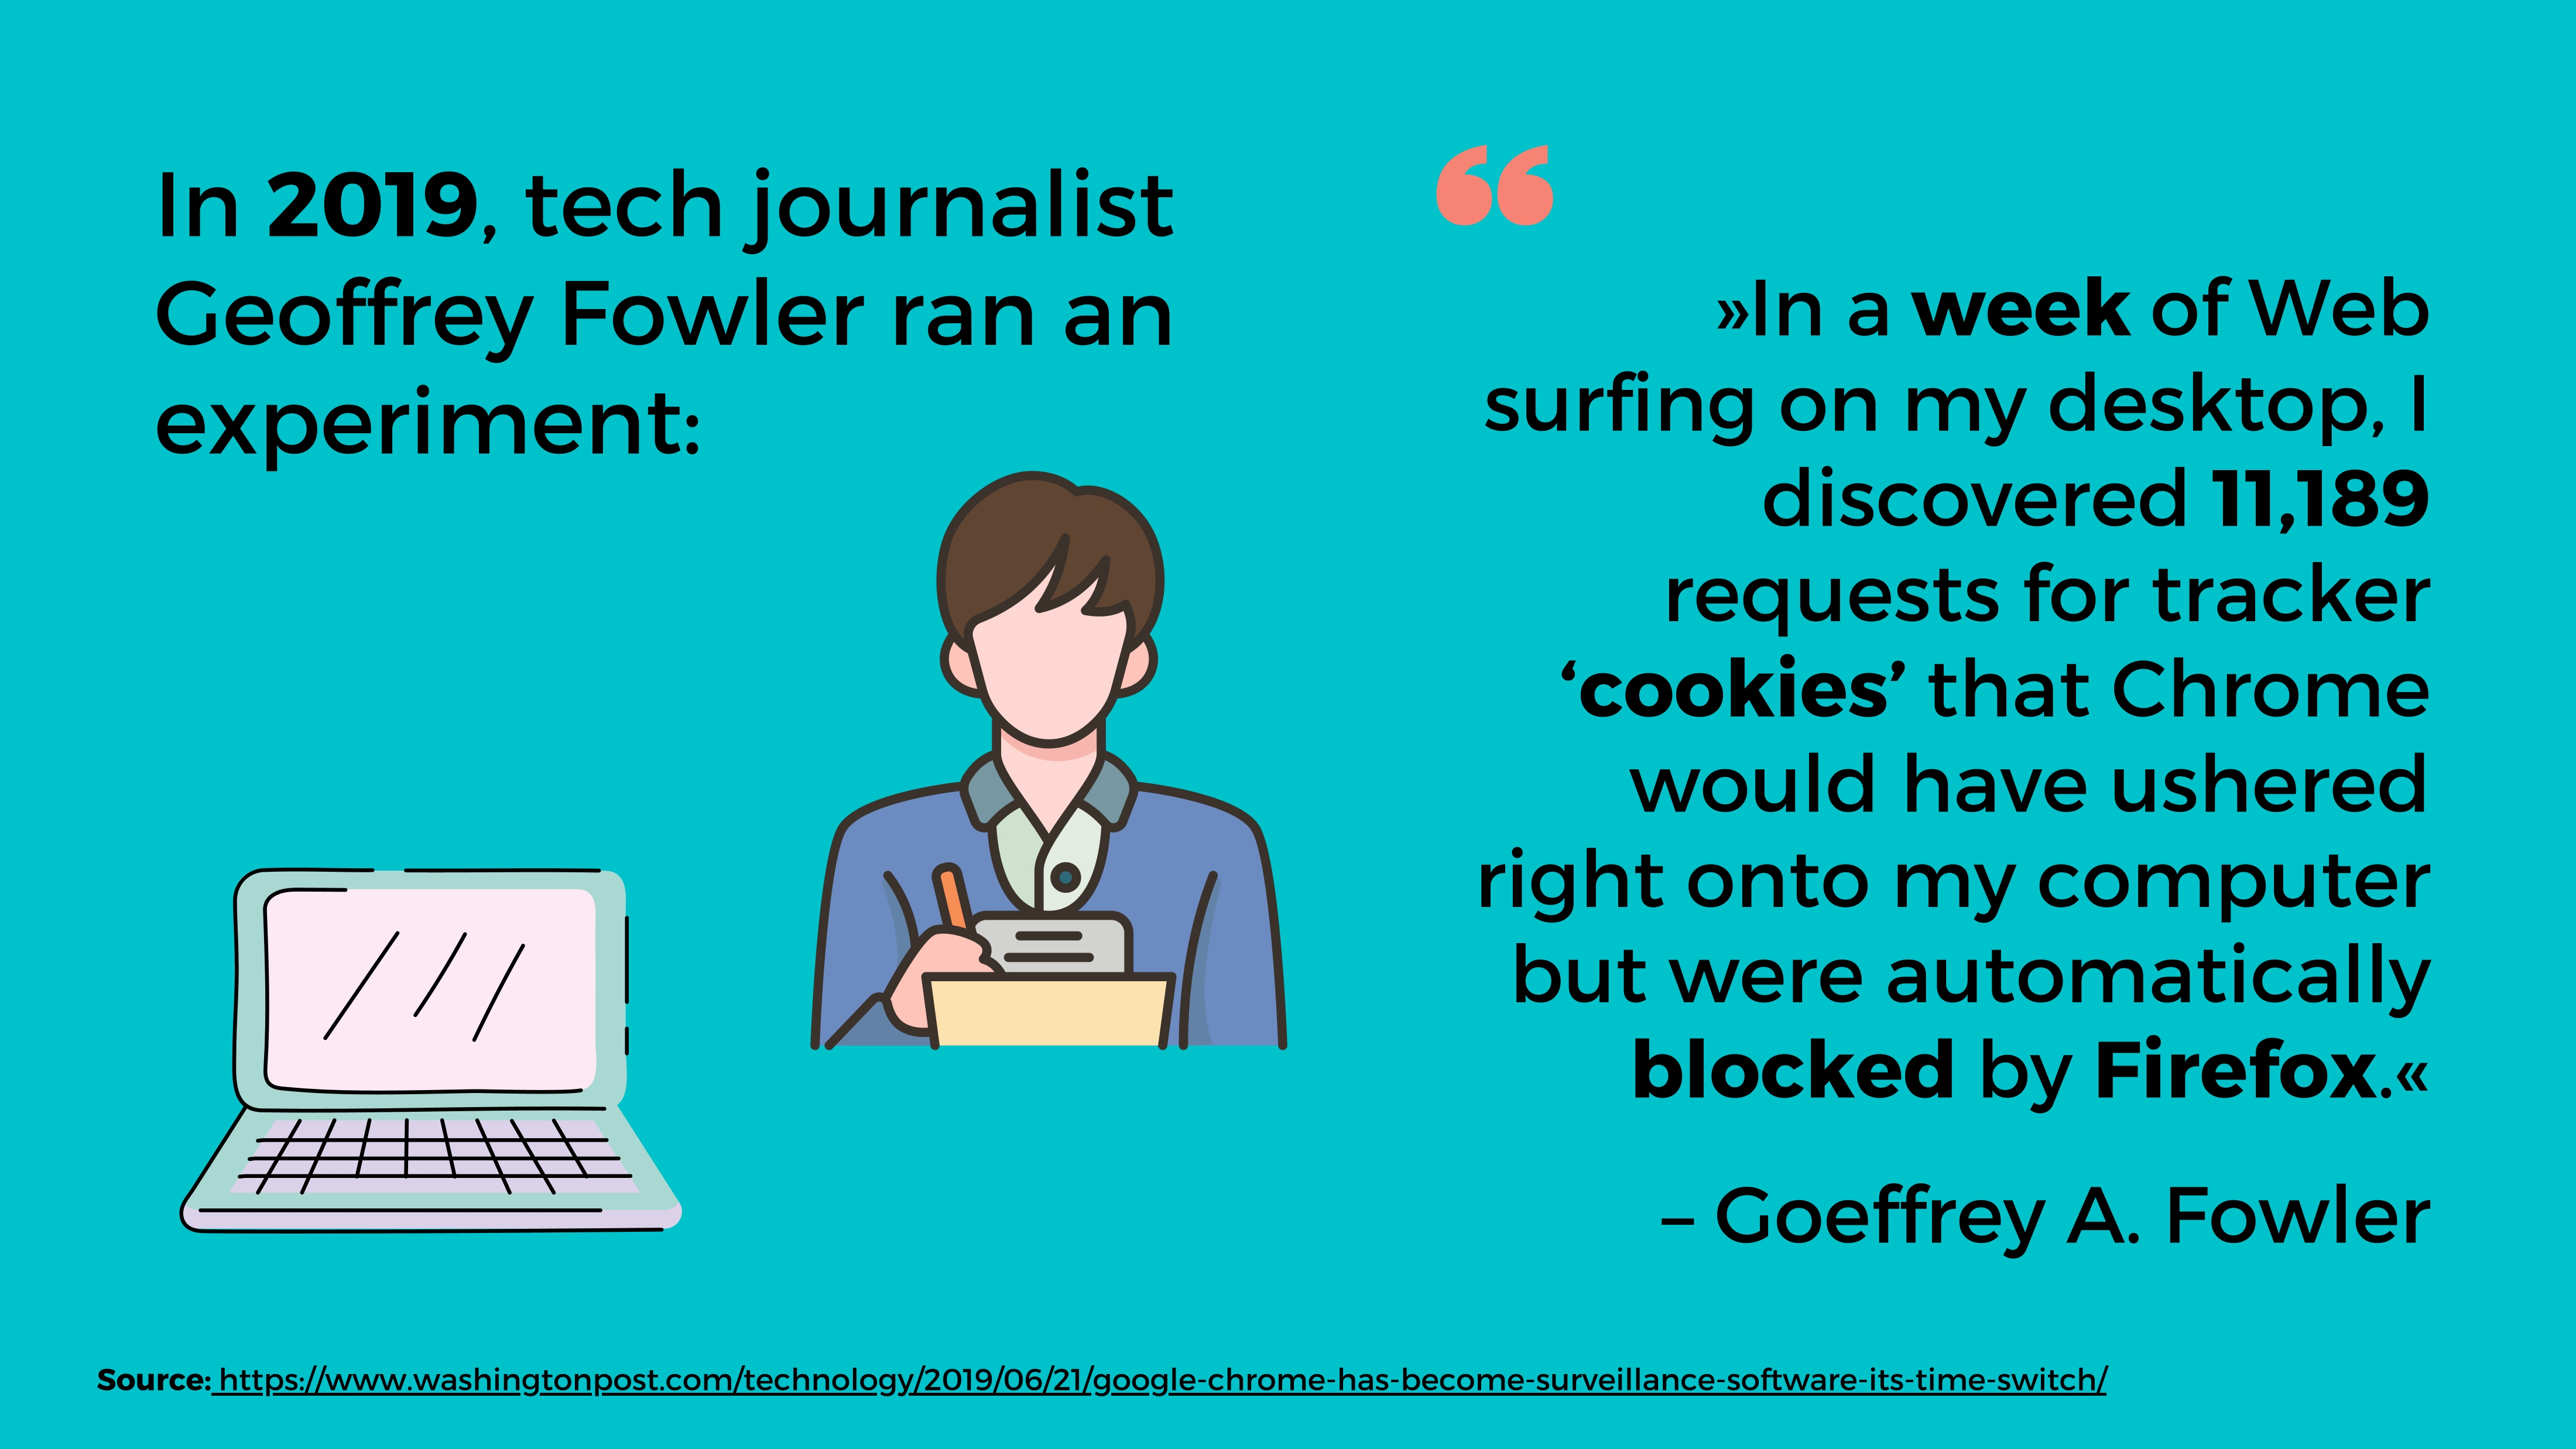 In 2019, tech journalist
Geoffrey Fowler ran an
experiment:
“
»In a week of Web
surfing on my desktop, I
discovered 11,189
requests for tracker
‘cookies’ that Chrome
would have ushered
right onto my computer
but were automatically
blocked by Firefox.«
– Goeffrey A. Fowler
Source: https://www.washingtonpost.com/technology/2019/06/21/google-chrome-has-become-surveillance-software-its-time-switch/